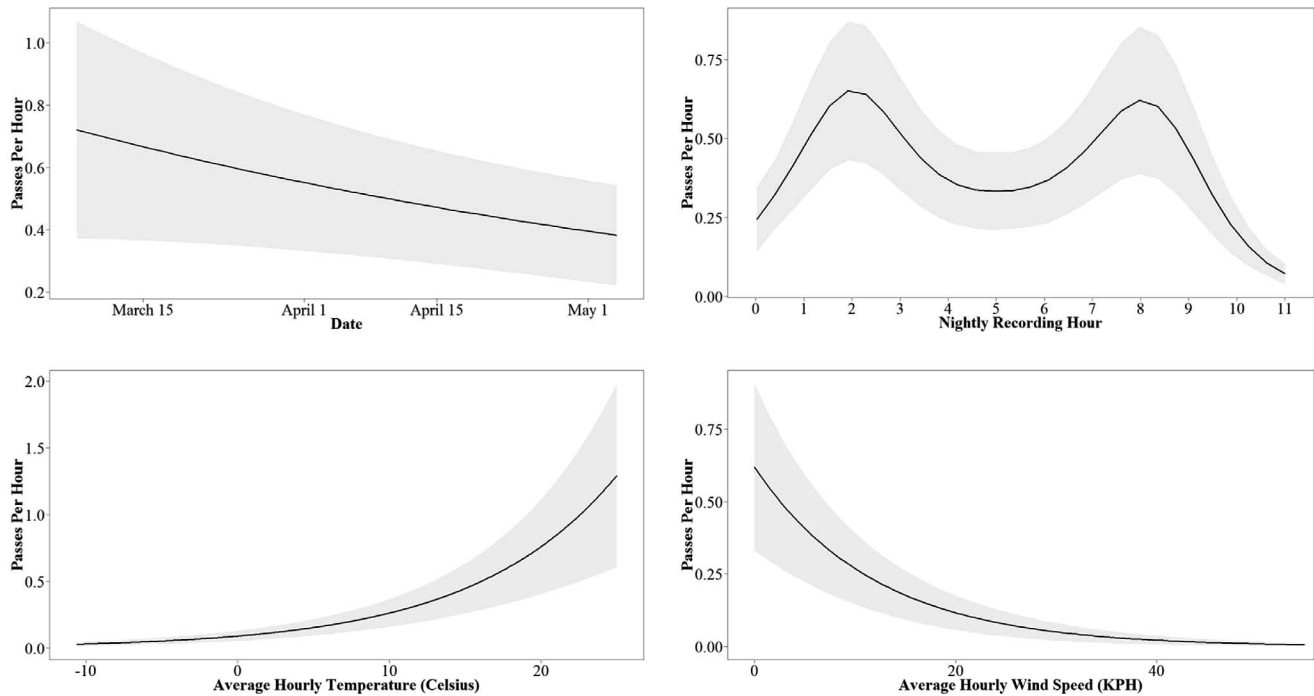 Passes Per Hour
1.0
0.8
0.6
0.4
0.2
March 15 April 1 April 15 May 1
Date
Passes Per Hour
0.75
0.50
0.25
0.00
0 1 2 3 4 5 6 7 8 9 10 11
Nightly Recording Hour
Passes Per Hour
2.0
1.5
1.0
0.5
0.0
-10 0 10 20
Average Hourly Temperature (Celsius)
Passes Per Hour
0.75
0.50
0.25
0.00
0 20 40
Average Hourly Wind Speed (KPH)